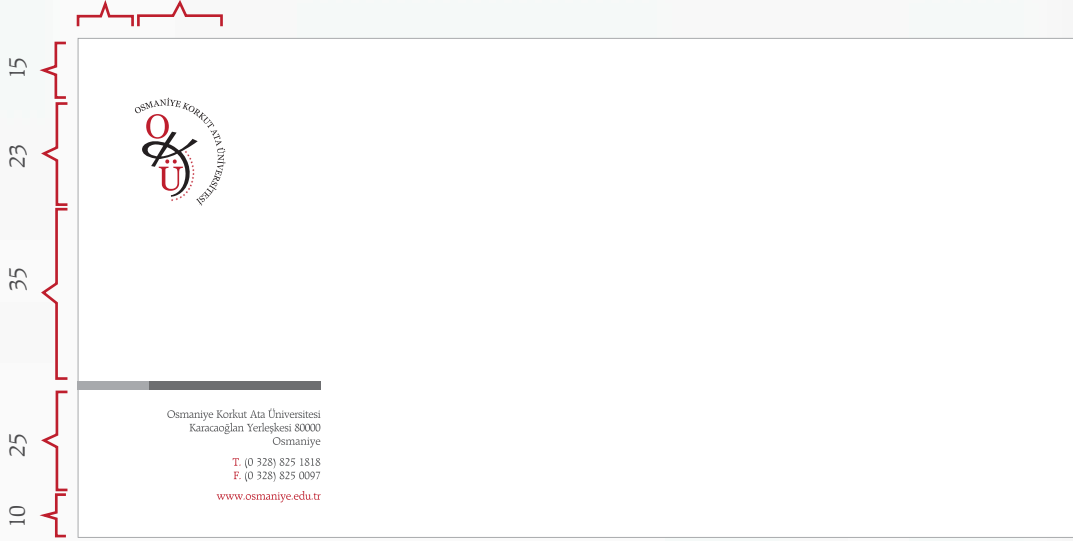 15
23
35
25
10
OSMANİYE KORKUT ATA ÜNİVERSİTESİ
OKÜ
Osmaniye Korkut Ata Üniversitesi
Karacaoğlan Yerleşkesi 80000
Osmaniye
T. (0 328) 825 1818
F. (0 328) 825 0097
www.osmaniye.edu.tr